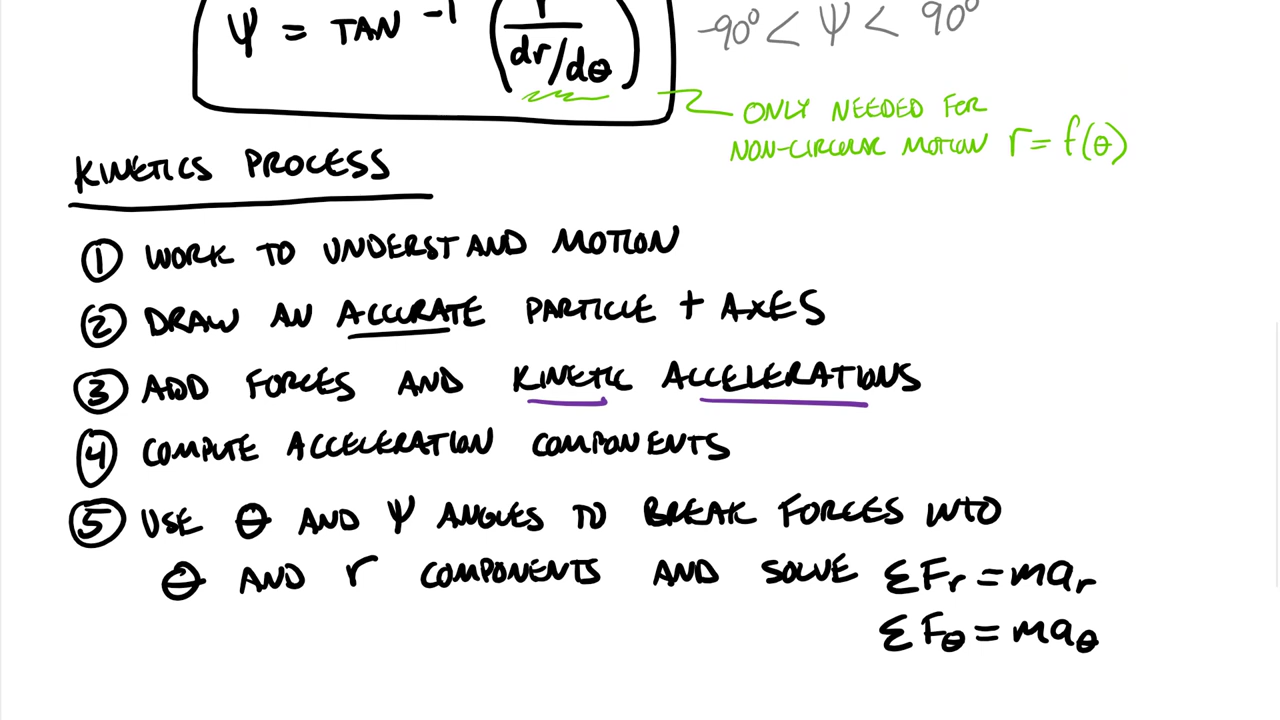 ψ = TAN⁻¹ (r / dr/dθ)
-90° < ψ < 90°
ONLY NEEDED FOR
NON-CIRCULAR MOTION r = f(θ)
KINETICS PROCESS
① WORK TO UNDERSTAND MOTION
② DRAW AN ACCURATE PARTICLE + AXES
③ ADD FORCES AND KINETIC ACCELERATIONS
④ COMPUTE ACCELERATION COMPONENTS
⑤ USE θ AND ψ ANGLES TO BREAK FORCES INTO
θ AND r COMPONENTS AND SOLVE ΣFr = mar
ΣFθ = maθ